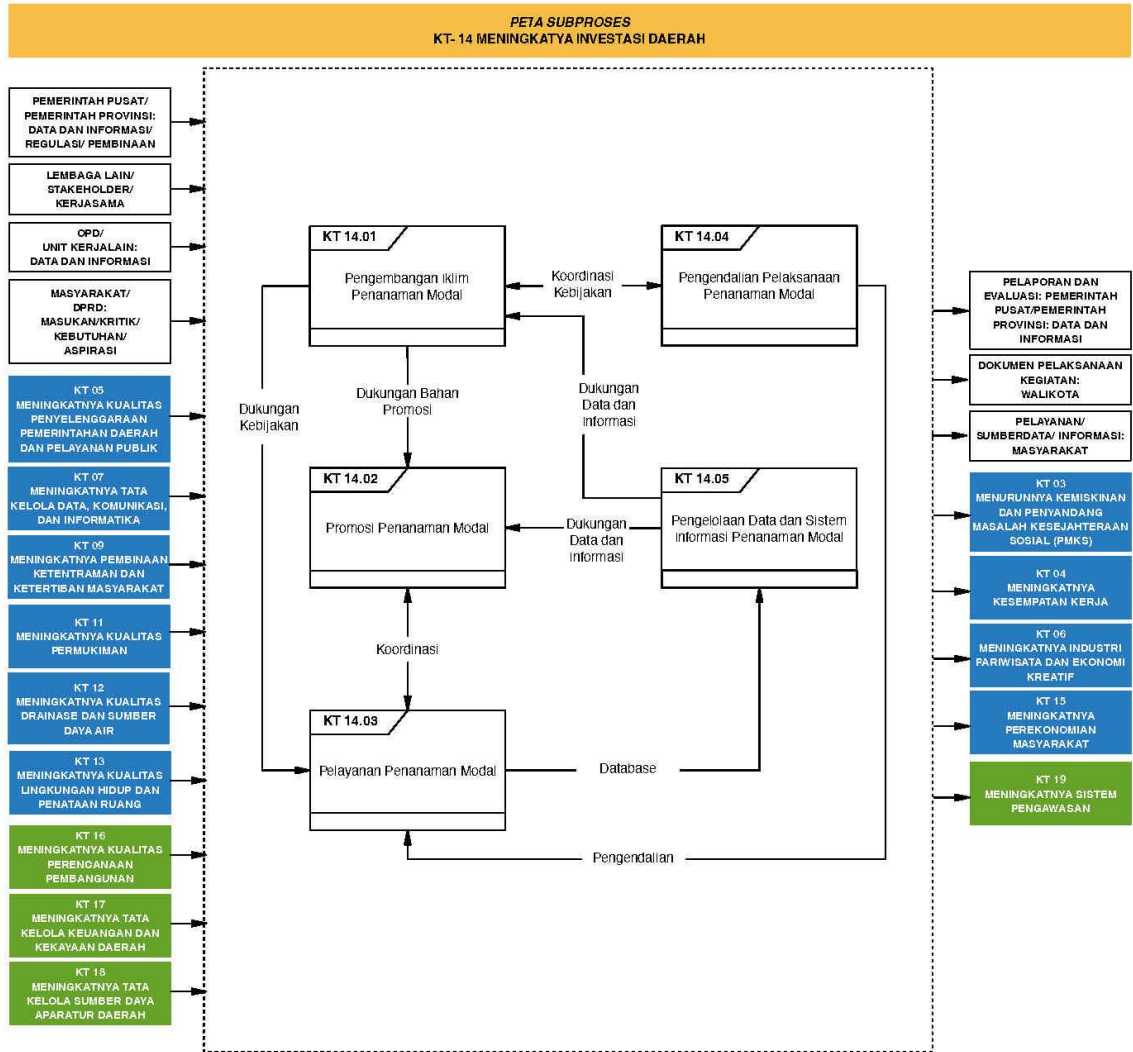 PETA SUBPROSES
KT- 14 MENINGKATYA INVESTASI DAERAH
PEMERINTAH PUSAT/
PEMERINTAH PROVINSI:
DATA DAN INFORMASI/
REGULASI/ PEMBINAAN
LEMBAGA LAIN/
STAKEHOLDER/
KERJASAMA
OPD/
UNIT KERJALAIN:
DATA DAN INFORMASI
MASYARAKAT/
DPRD:
MASUKAN/KRITIK/
KEBUTUHAN/
ASPIRASI
KT 05
MENINGKATNYA KUALITAS
PENYELENGGARAAN
PEMERINTAHAN DAERAH
DAN PELAYANAN PUBLIK
KT 07
MENINGKATNYA TATA
KELOLA DATA, KOMUNIKASI,
DAN INFORMATIKA
KT 09
MENINGKATNYA PEMBINAAN
KETENTRAMAN DAN
KETERTIBAN MASYARAKAT
KT 11
MENINGKATNYA KUALITAS
PERMUKIMAN
KT 12
MENINGKATNYA KUALITAS
DRAINASE DAN SUMBER
DAYA AIR
KT 13
MENINGKATNYA KUALITAS
LINGKUNGAN HIDUP DAN
PENATAAN RUANG
KT 16
MENINGKATNYA KUALITAS
PERENCANAAN
PEMBANGUNAN
KT 17
MENINGKATNYA TATA
KELOLA KEUANGAN DAN
KEKAYAAN DAERAH
KT 18
MENINGKATNYA TATA
KELOLA SUMBER DAYA
APARATUR DAERAH
KT 14.01
Pengembangan Iklim
Penanaman Modal
Koordinasi
Kebijakan
KT 14.04
Pengendalian Pelaksanaan
Penanaman Modal
Dukungan
Kebijakan
Dukungan Bahan
Promosi
Dukungan
Data dan
Informasi
KT 14.02
Promosi Penanaman Modal
Dukungan
Data dan
Informasi
KT 14.05
Pengelolaan Data dan Sistem
Informasi Penanaman Modal
Koordinasi
KT 14.03
Pelayanan Penanaman Modal
Database
Pengendalian
PELAPORAN DAN
EVALUASI: PEMERINTAH
PUSAT/PEMERINTAH
PROVINSI: DATA DAN
INFORMASI
DOKUMEN PELAKSANAAN
KEGIATAN:
WALIKOTA
PELAYANAN/
SUMBERDATA/ INFORMASI:
MASYARAKAT
KT 03
MENURUNNYA KEMISKINAN
DAN PENYANDANG
MASALAH KESEJAHTERAAN
SOSIAL (PMKS)
KT 04
MENINGKATNYA
KESEMPATAN KERJA
KT 06
MENINGKATNYA INDUSTRI
PARIWISATA DAN EKONOMI
KREATIF
KT 15
MENINGKATNYA
PEREKONOMIAN
MASYARAKAT
KT 19
MENINGKATNYA SISTEM
PENGAWASAN